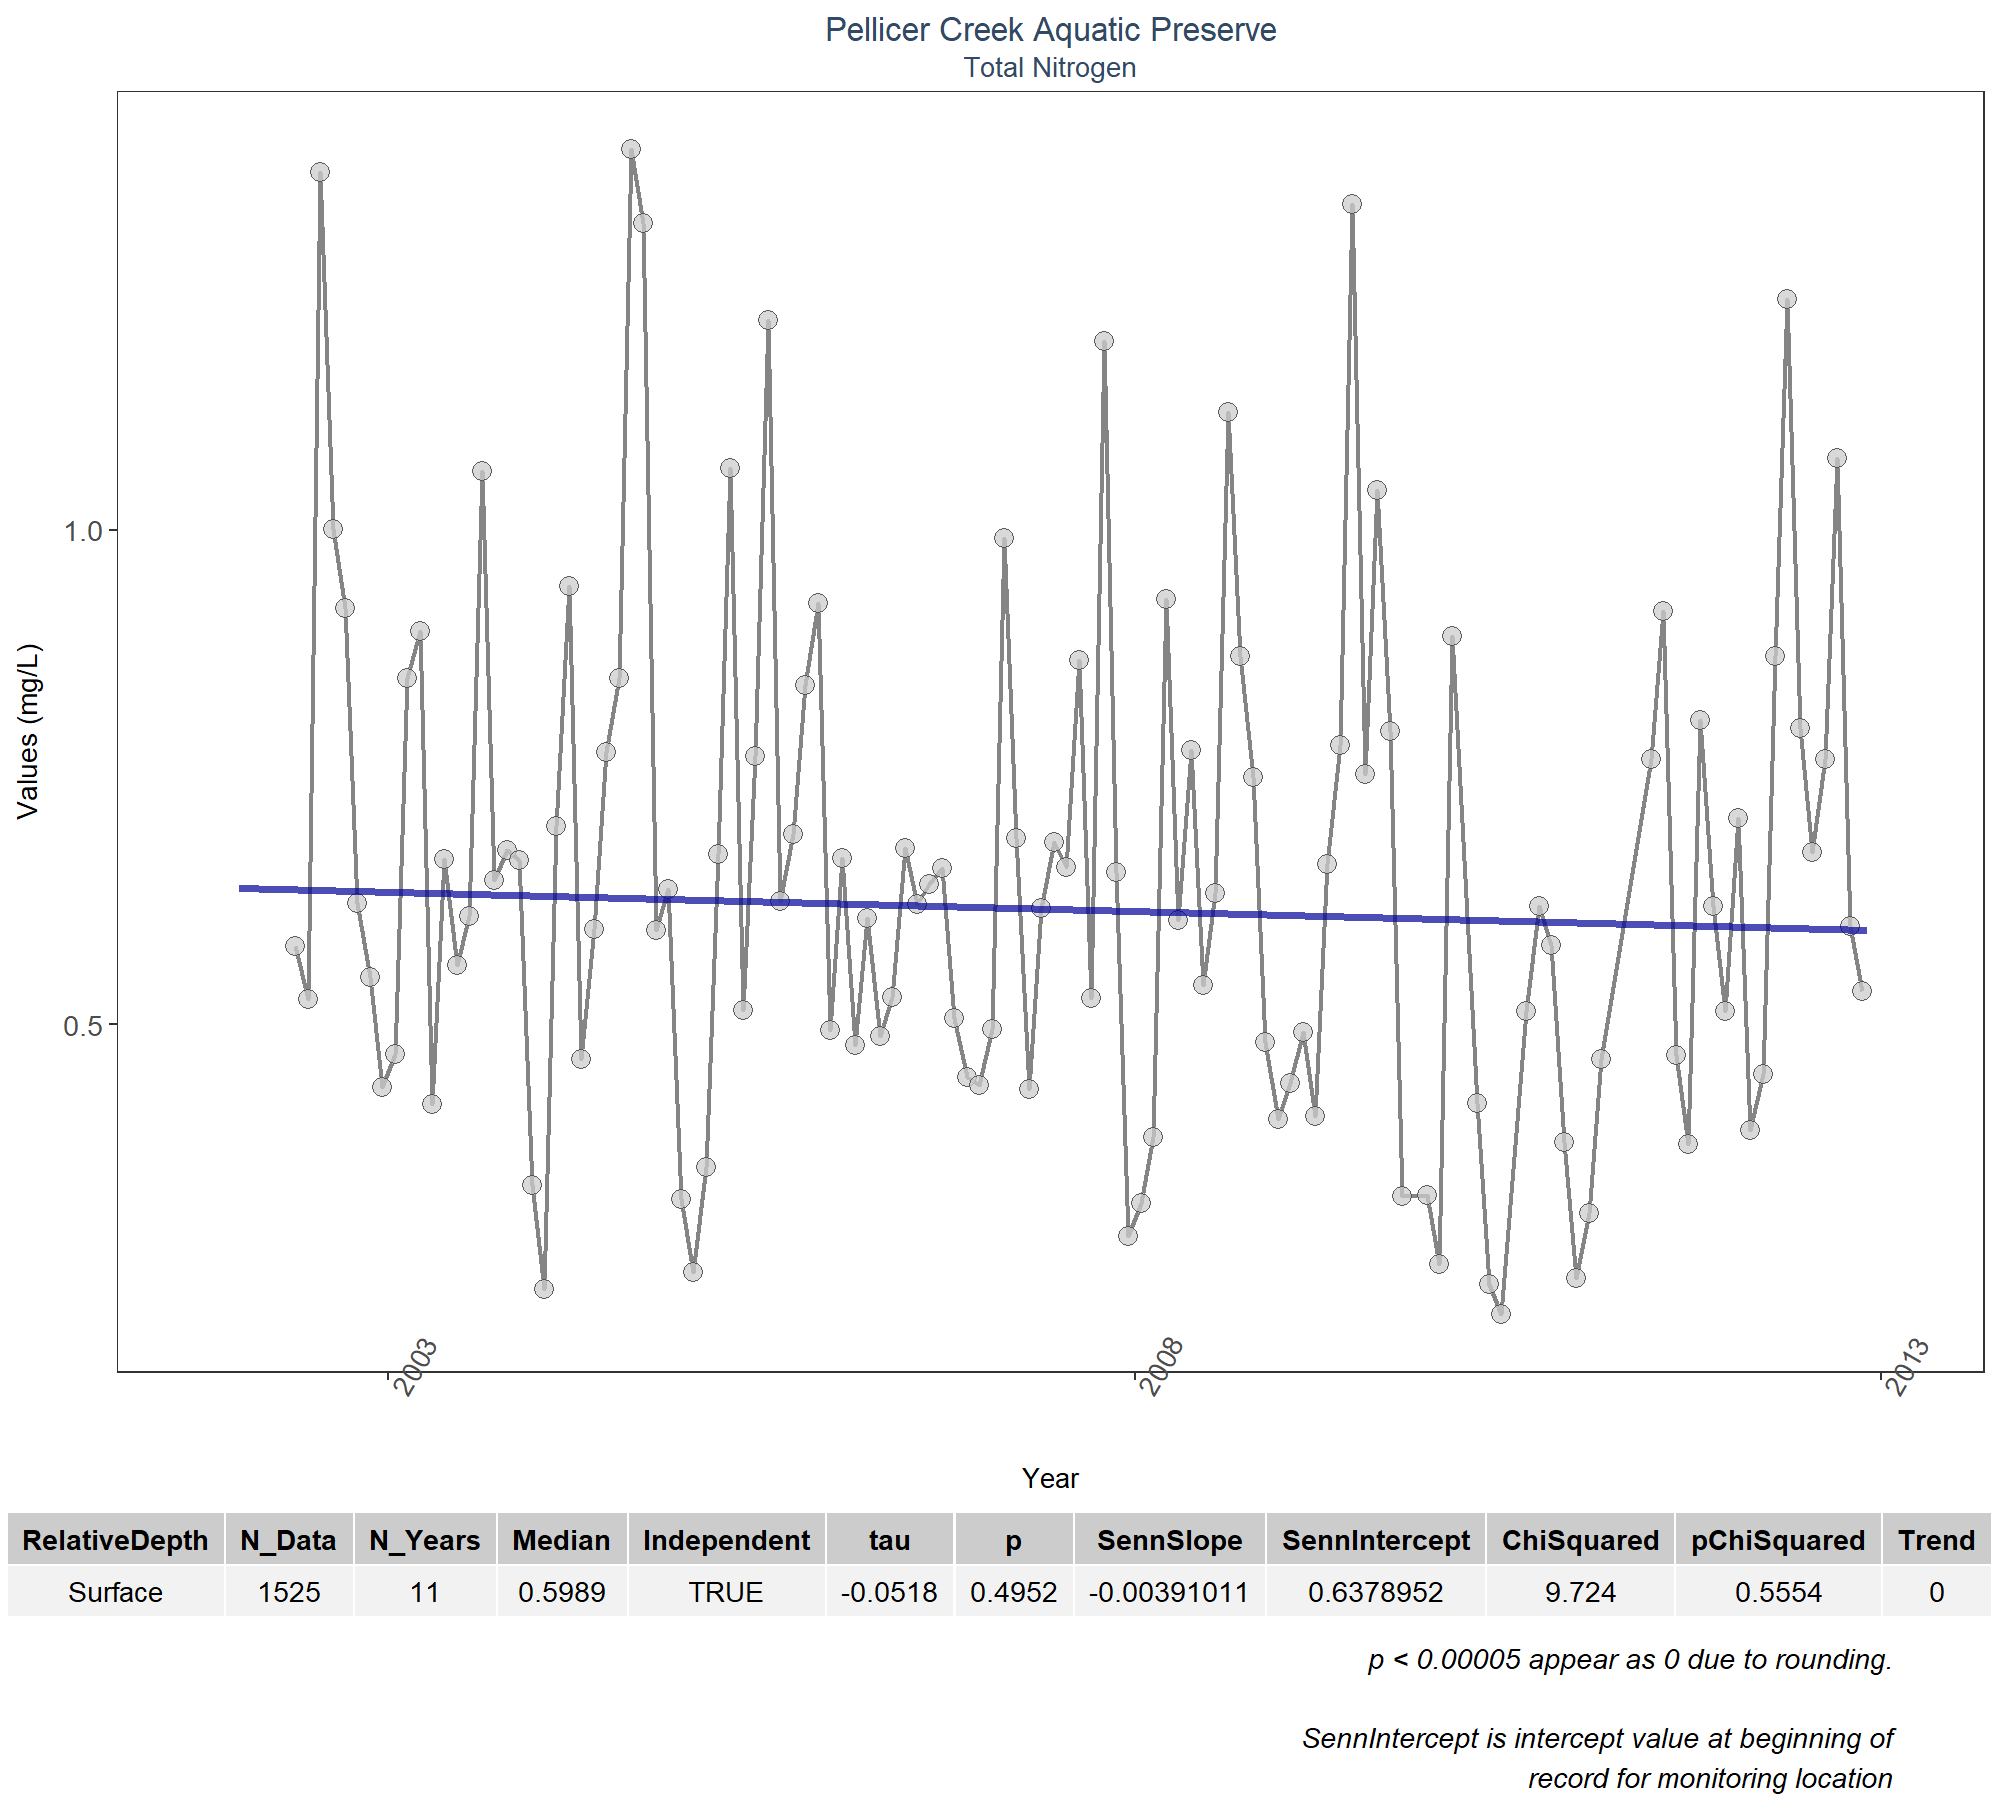 Pellicer Creek Aquatic Preserve
Total Nitrogen
Values (mg/L)
1.0
0.5
2003
2008
2013
Year
RelativeDepth N_Data N_Years Median Independent tau p SennSlope SennIntercept ChiSquared pChiSquared Trend
Surface 1525 11 0.5989 TRUE -0.0518 0.4952 -0.00391011 0.6378952 9.724 0.5554 0
p < 0.00005 appear as 0 due to rounding.
SennIntercept is intercept value at beginning of
record for monitoring location